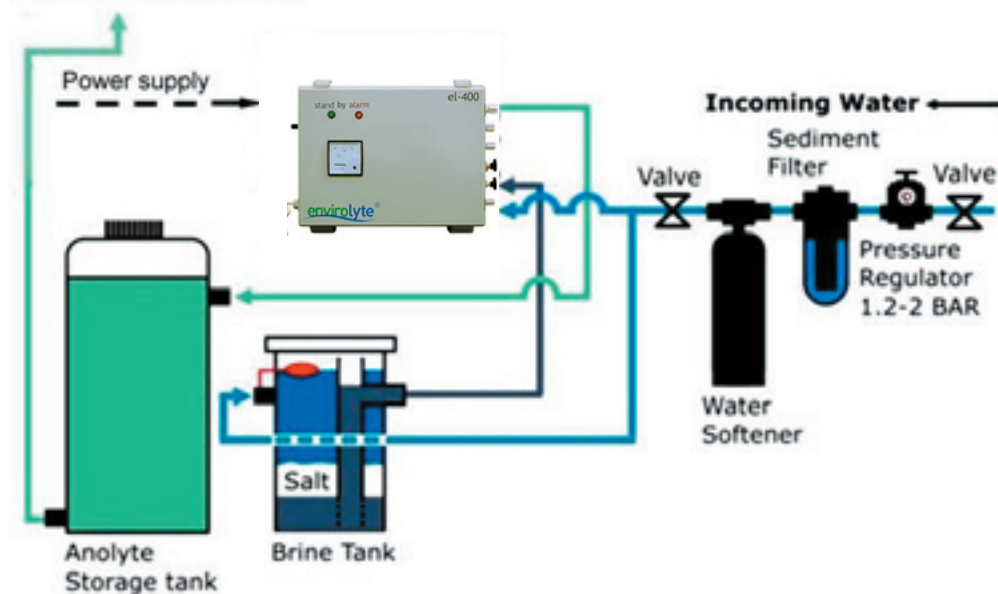 Power supply
stand by alarm
el-400
envirolyte®
Incoming Water
Sediment
Filter
Valve
Valve
Pressure
Regulator
1.2-2 BAR
Water
Softener
Salt
Anolyte
Storage tank
Brine Tank